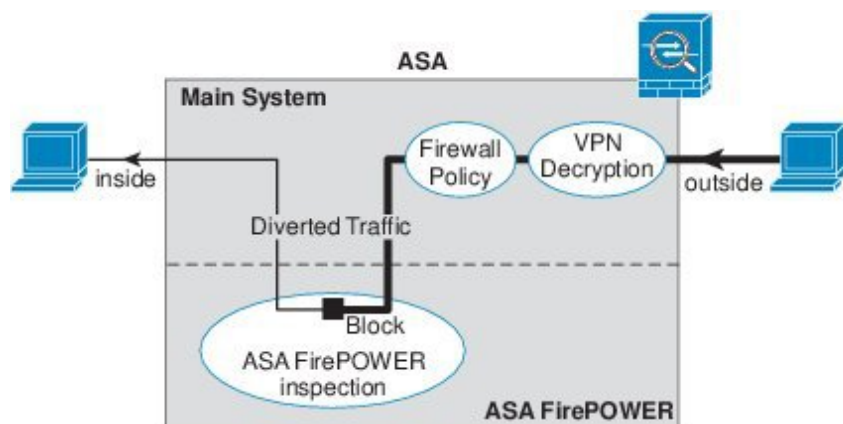 ASA
Main System
Firewall
Policy
VPN
Decryption
inside
outside
Diverted Traffic
Block
ASA FirePOWER
inspection
ASA FirePOWER